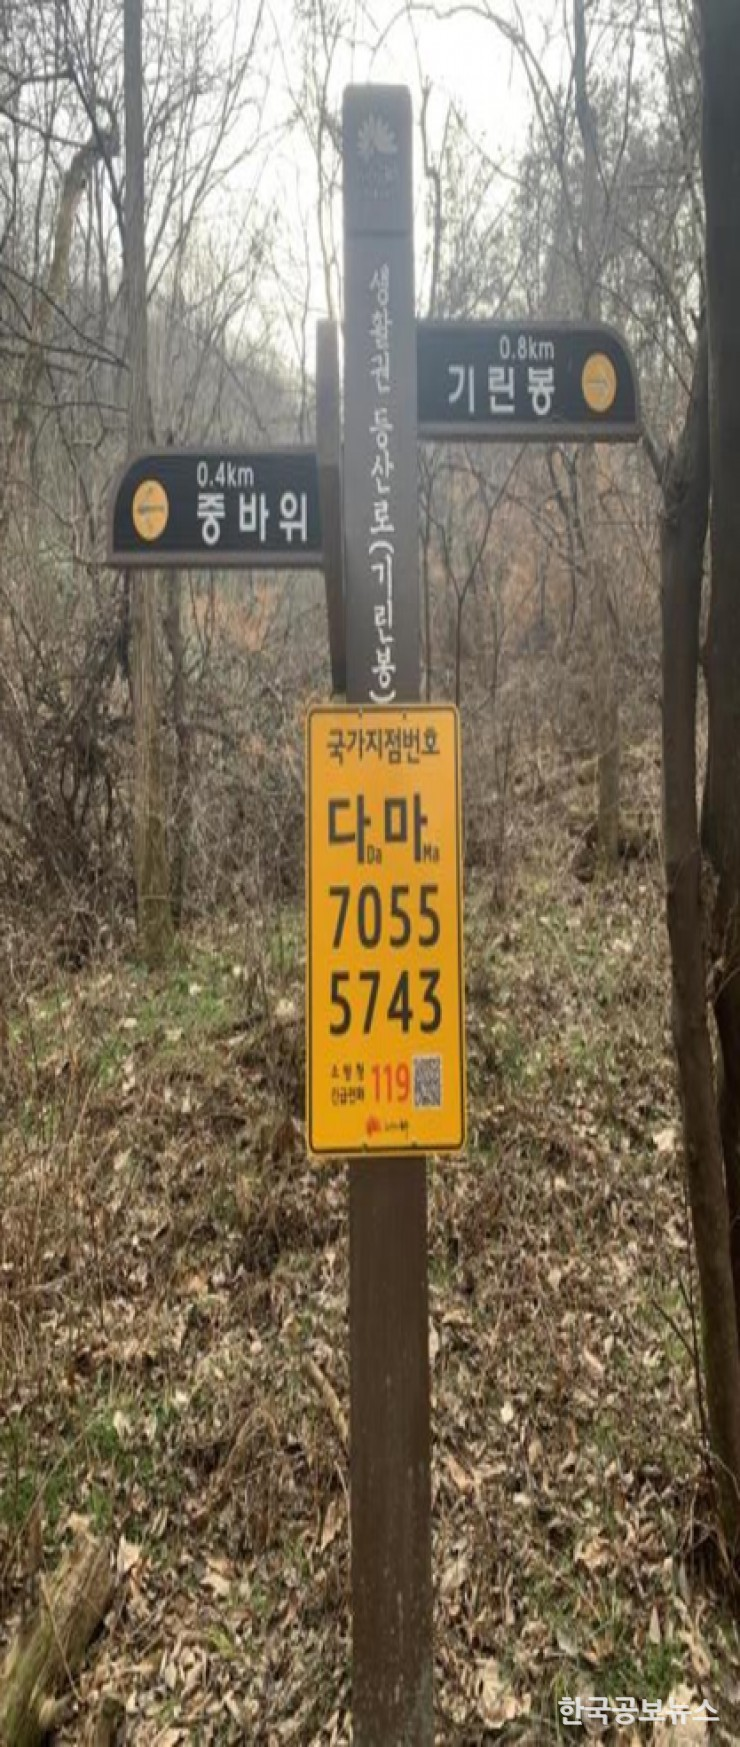 생활권 등산로(기린봉)
0.8km
기린봉
0.4km
중바위
국가지점번호
다Da 마Ma
7055
5743
소방청
긴급전화 119
한국공보뉴스